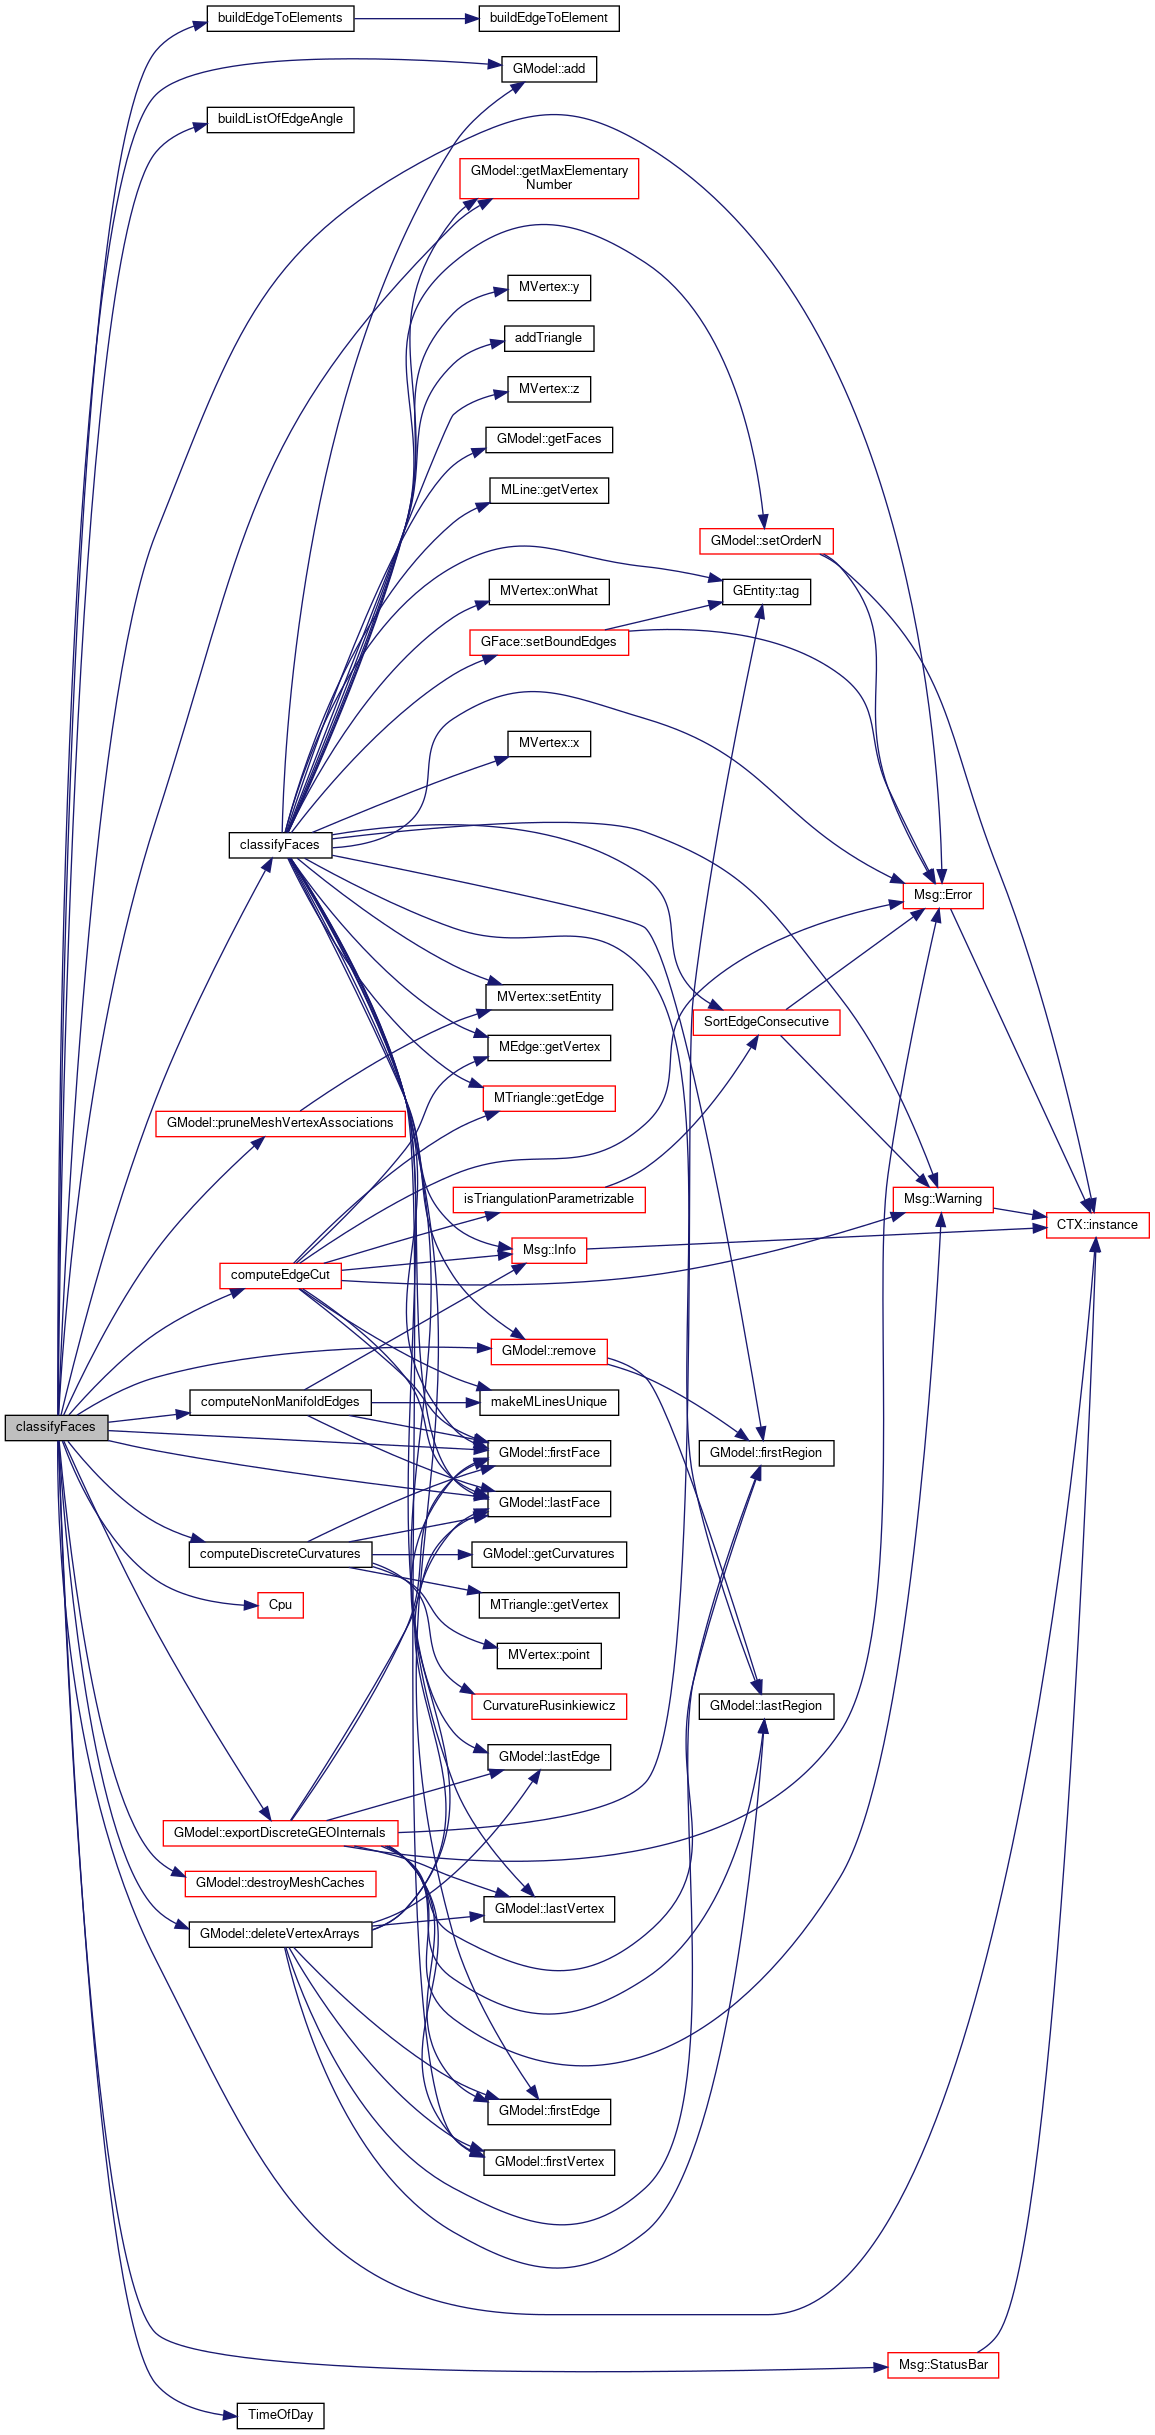 buildEdgeToElements
buildEdgeToElement
GModel::add
buildListOfEdgeAngle
GModel::getMaxElementary
Number
MVertex::y
addTriangle
MVertex::z
GModel::getFaces
MLine::getVertex
GModel::setOrderN
MVertex::onWhat
GEntity::tag
GFace::setBoundEdges
MVertex::x
classifyFaces
Msg::Error
MVertex::setEntity
SortEdgeConsecutive
MEdge::getVertex
MTriangle::getEdge
GModel::pruneMeshVertexAssociations
isTriangulationParametrizable
Msg::Warning
CTX::instance
Msg::Info
computeEdgeCut
GModel::remove
computeNonManifoldEdges
makeMLinesUnique
classifyFaces
GModel::firstFace
GModel::firstRegion
GModel::lastFace
computeDiscreteCurvatures
GModel::getCurvatures
Cpu
MTriangle::getVertex
MVertex::point
CurvatureRusinkiewicz
GModel::lastRegion
GModel::lastEdge
GModel::exportDiscreteGEOInternals
GModel::destroyMeshCaches
GModel::lastVertex
GModel::deleteVertexArrays
GModel::firstEdge
GModel::firstVertex
Msg::StatusBar
TimeOfDay